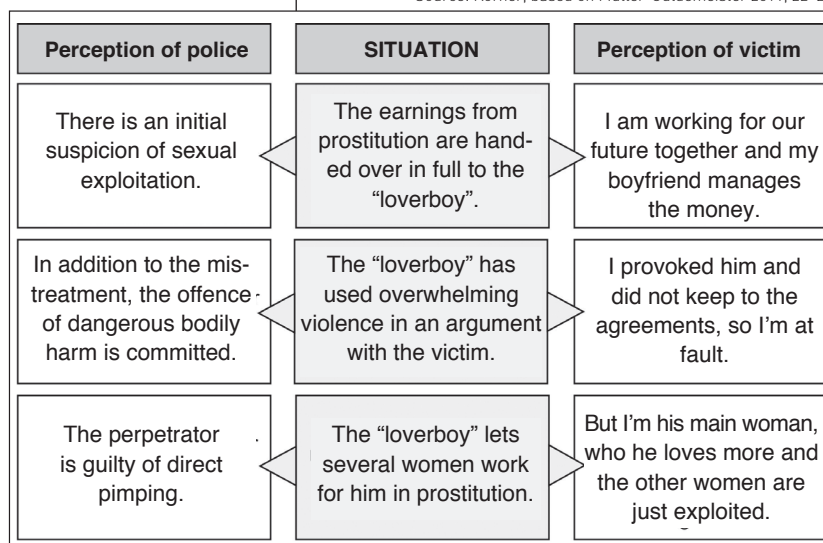 Perception of police
SITUATION
Perception of victim
There is an initial
suspicion of sexual
exploitation.
The earnings from
prostitution are hand-
ed over in full to the
“loverboy”.
I am working for our
future together and my
boyfriend manages
the money.
In addition to the mis-
treatment, the offence
of dangerous bodily
harm is committed.
The “loverboy” has
used overwhelming
violence in an argument
with the victim.
I provoked him and
did not keep to the
agreements, so I'm at
fault.
The perpetrator
is guilty of direct
pimping.
The “loverboy” lets
several women work
for him in prostitution.
But I'm his main woman,
who he loves more and
the other women are
just exploited.